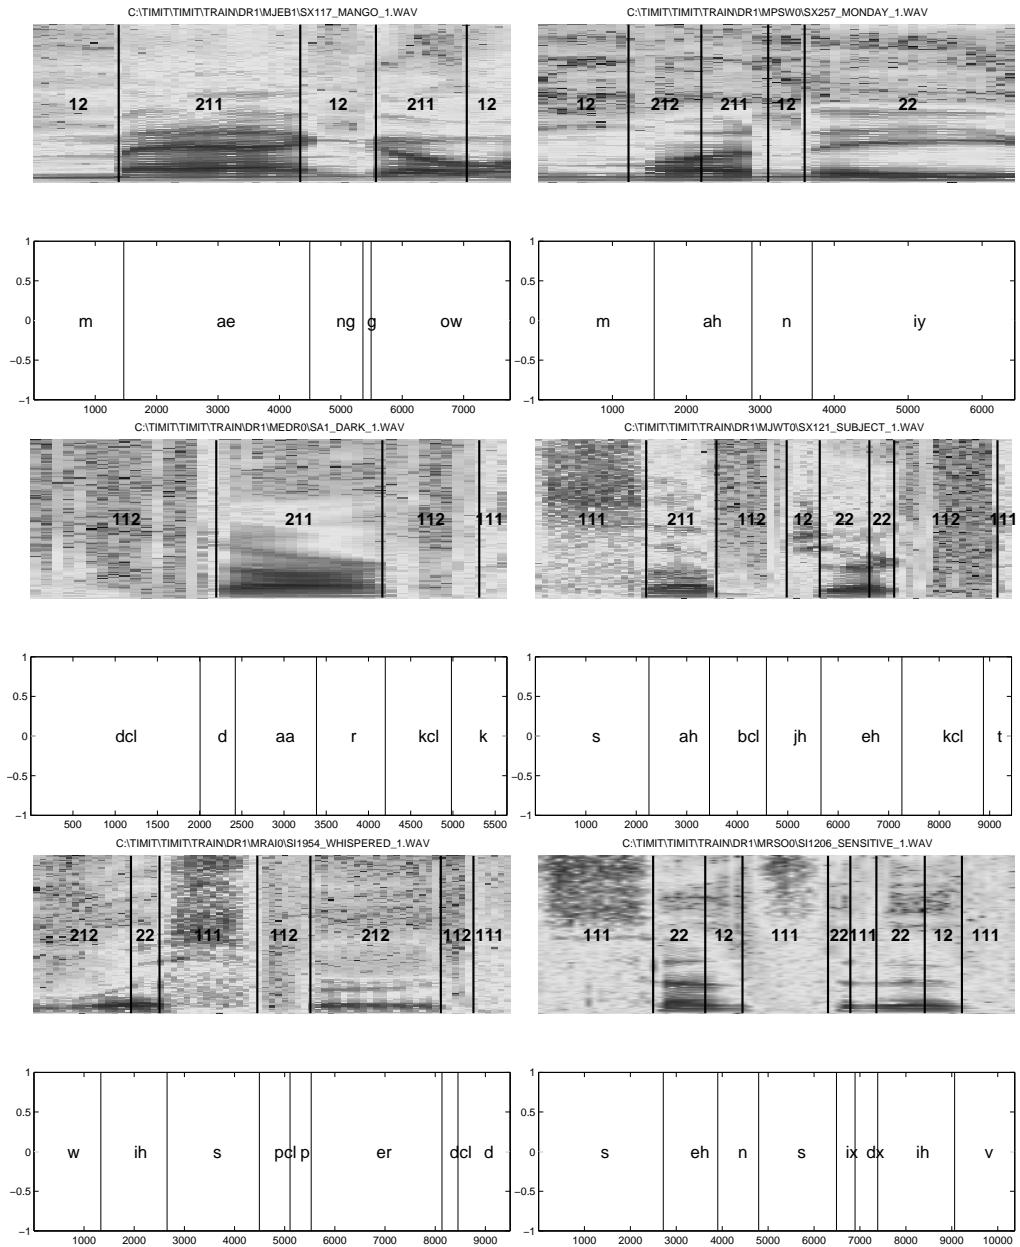 C:\TIMIT\TIMIT\TRAIN\DR1\MJEB1\SX117_MANGO_1.WAV
12 211 12 211 12
1
0.5
0
−0.5
−1
m ae ng g ow
1000 2000 3000 4000 5000 6000 7000
C:\TIMIT\TIMIT\TRAIN\DR1\MPSW0\SX257_MONDAY_1.WAV
12 212 211 12 22
1
0.5
0
−0.5
−1
m ah n iy
1000 2000 3000 4000 5000 6000
C:\TIMIT\TIMIT\TRAIN\DR1\MEDR0\SA1_DARK_1.WAV
112 211 112 111
1
0.5
0
−0.5
−1
dcl d aa r kcl k
500 1000 1500 2000 2500 3000 3500 4000 4500 5000 5500
C:\TIMIT\TIMIT\TRAIN\DR1\MJWT0\SX121_SUBJECT_1.WAV
111 211 112 12 22 22 112 111
1
0.5
0
−0.5
−1
s ah bcl jh eh kcl t
1000 2000 3000 4000 5000 6000 7000 8000 9000
C:\TIMIT\TIMIT\TRAIN\DR1\MRAI0\SI1954_WHISPERED_1.WAV
212 22 111 112 212 112 111
1
0.5
0
−0.5
−1
w ih s pcl p er dcl d
1000 2000 3000 4000 5000 6000 7000 8000 9000
C:\TIMIT\TIMIT\TRAIN\DR1\MRSO0\SI1206_SENSITIVE_1.WAV
111 22 12 111 22 111 22 12 111
1
0.5
0
−0.5
−1
s eh n s ix dx ih v
1000 2000 3000 4000 5000 6000 7000 8000 9000 10000